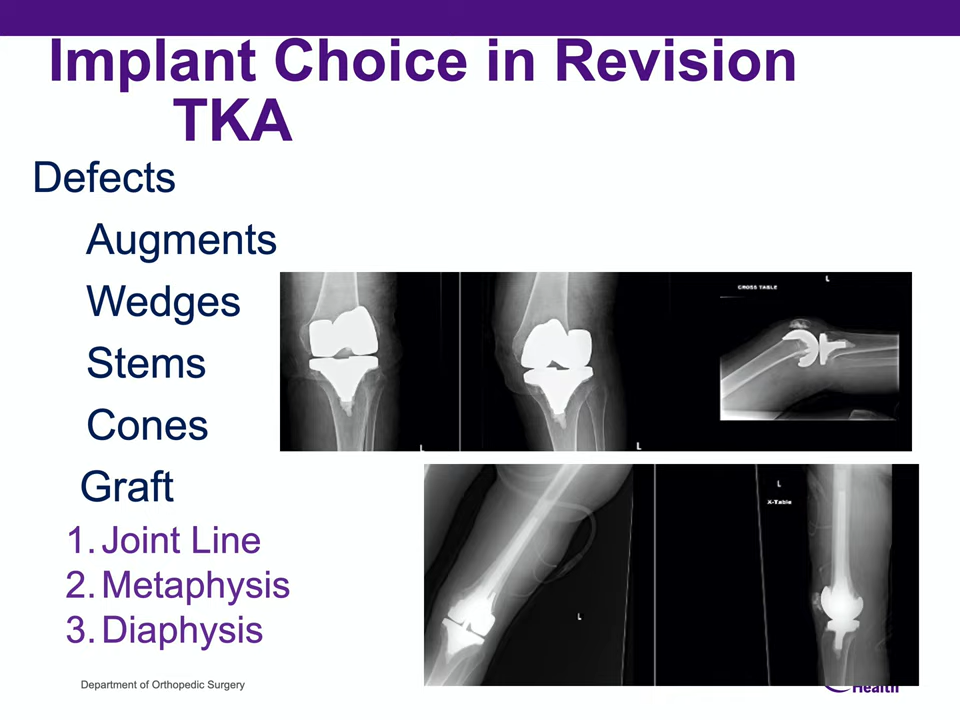 Implant Choice in Revision
TKA
Defects
Augments
Wedges
Stems
Cones
Graft
1. Joint Line
2. Metaphysis
3. Diaphysis
L
L
CROSS TABLE
L
L
L
X-Table
Department of Orthopedic Surgery
Health